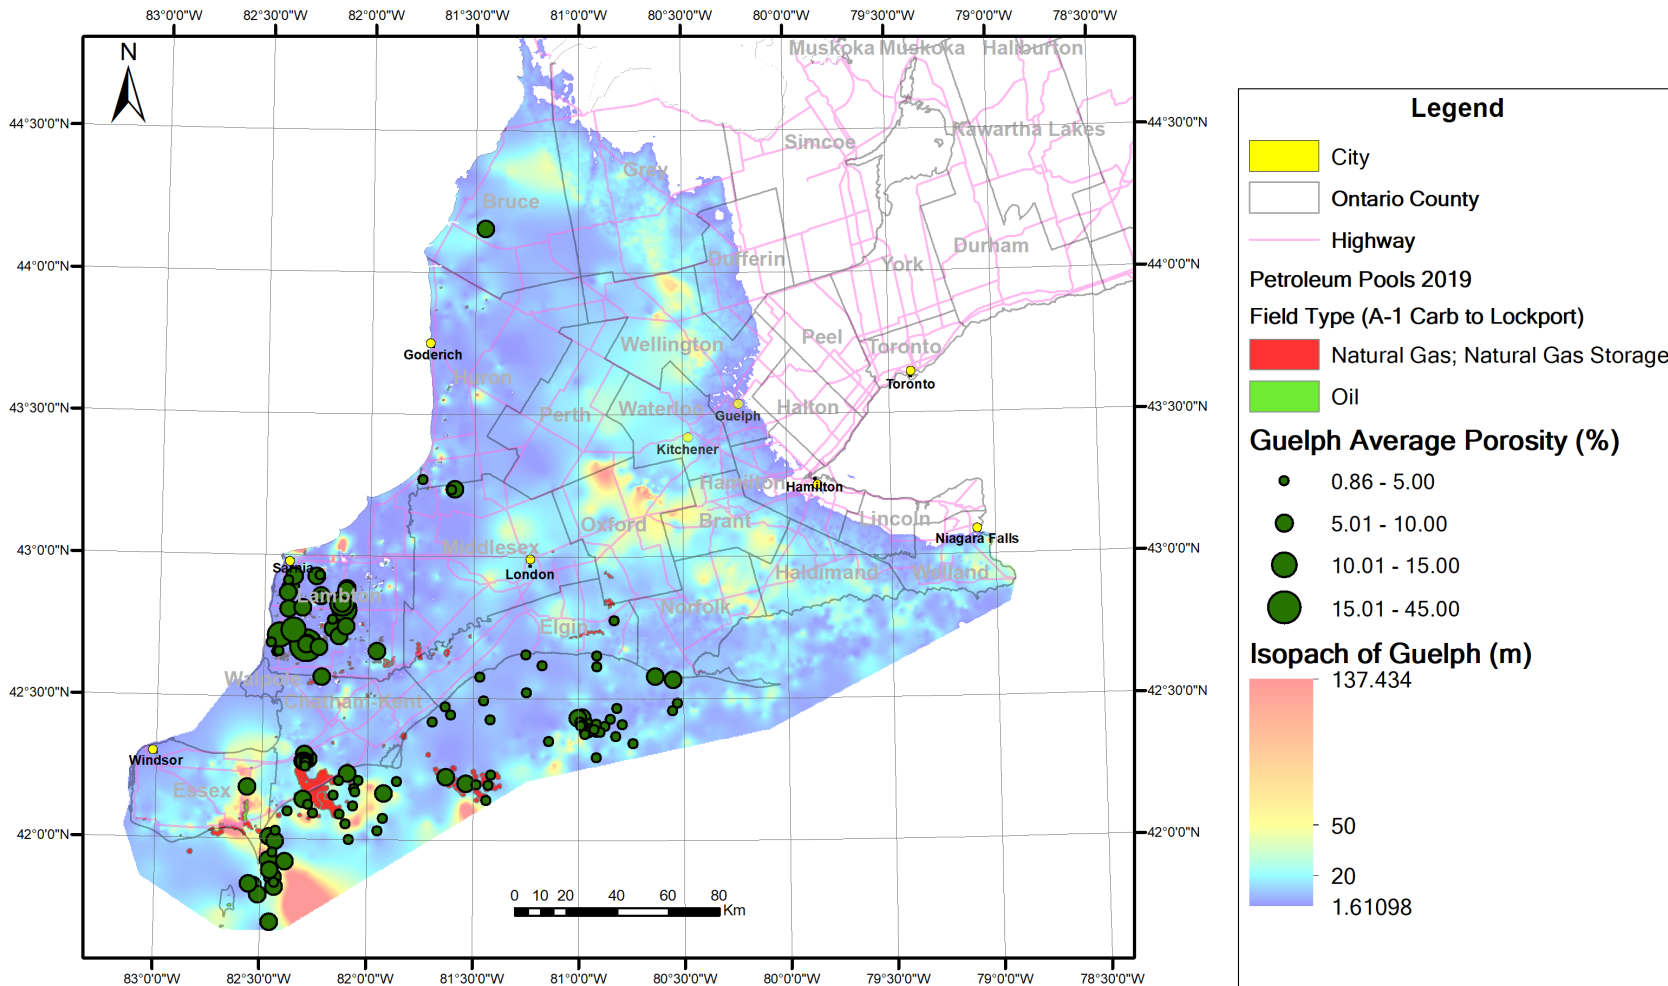 83°0'0"W 82°30'0"W 82°0'0"W 81°30'0"W 81°0'0"W 80°30'0"W 80°0'0"W 79°30'0"W 79°0'0"W 78°30'0"W
N
Muskoka Muskoka Haliburton
44°30'0"N 44°30'0"N
Kawartha Lakes
Simcoe
Grey
Bruce
Durham
Dufferin
York
44°0'0"N 44°0'0"N
Peel
Wellington
Toronto
Goderich
Huron
Toronto
43°30'0"N 43°30'0"N
Perth
Waterloo
Halton
Guelph
Kitchener
Hamilton
Hamilton
Oxford
Brant
Lincoln
Niagara Falls
43°0'0"N 43°0'0"N
Middlesex
London
Sarnia
Haldimand
Welland
Lambton
Norfolk
Elgin
42°30'0"N 42°30'0"N
Chatham-Kent
Windsor
Essex
42°0'0"N 42°0'0"N
0 10 20 40 60 80
Km
83°0'0"W 82°30'0"W 82°0'0"W 81°30'0"W 81°0'0"W 80°30'0"W 80°0'0"W 79°30'0"W 79°0'0"W 78°30'0"W
Legend
City
Ontario County
Highway
Petroleum Pools 2019
Field Type (A-1 Carb to Lockport)
Natural Gas; Natural Gas Storage
Oil
Guelph Average Porosity (%)
0.86 - 5.00
5.01 - 10.00
10.01 - 15.00
15.01 - 45.00
Isopach of Guelph (m)
137.434
50
20
1.61098